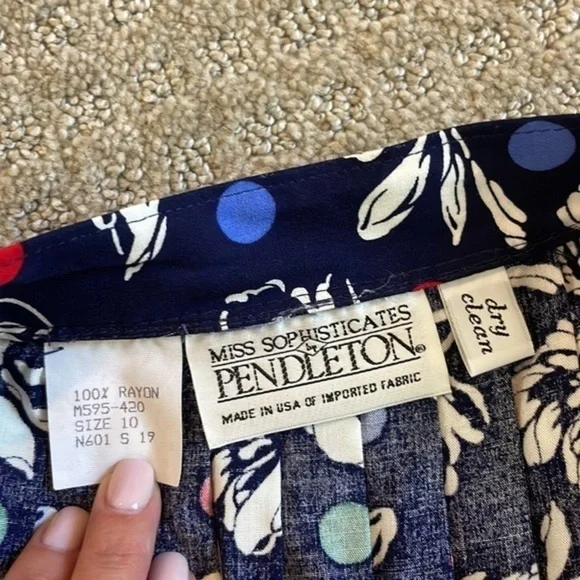 100% RAYON
M595-420
SIZE 10
N601 S 19
MISS SOPHISTICATES
PENDLETON®
MADE IN USA OF IMPORTED FABRIC
dry
clean